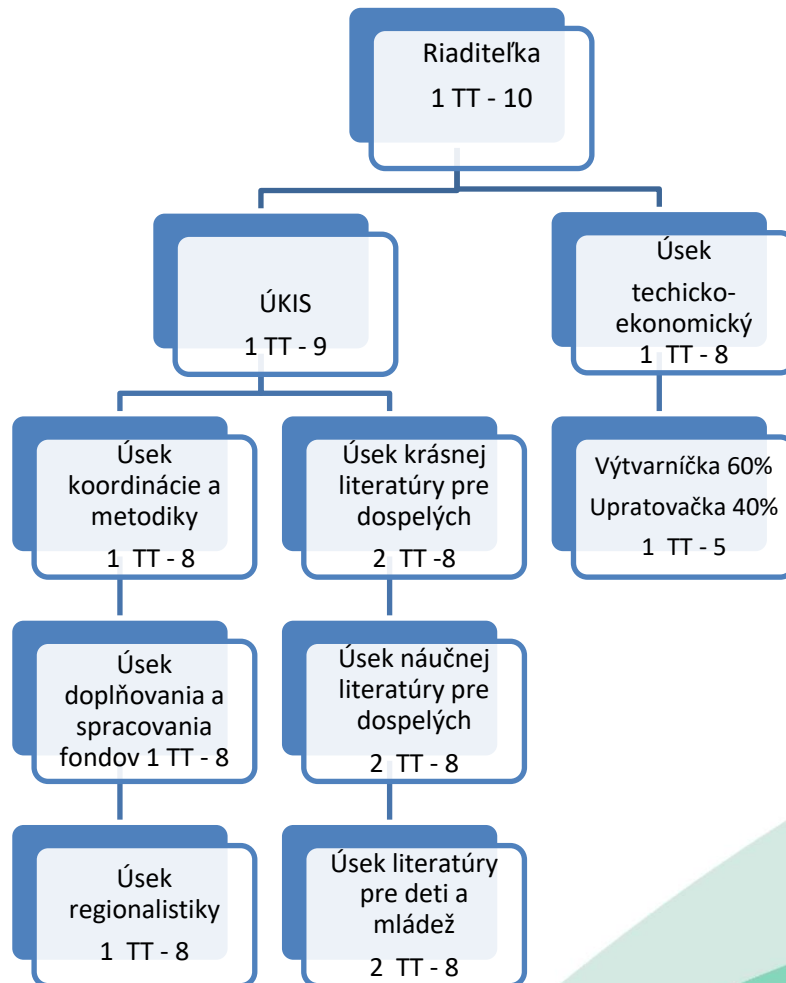 Riaditeľka
1 TT - 10
ÚKIS
1 TT - 9
Úsek
techicko-
ekonomický
1 TT - 8
Úsek
koordinácie a
metodiky
1 TT - 8
Úsek krásnej
literatúry pre
dospelých
2 TT -8
Výtvarníčka 60%
Upratovačka 40%
1 TT - 5
Úsek
doplňovania a
spracovania
fondov 1 TT - 8
Úsek náučnej
literatúry pre
dospelých
2 TT - 8
Úsek
regionalistiky
1 TT - 8
Úsek literatúry
pre deti a
mládež
2 TT - 8